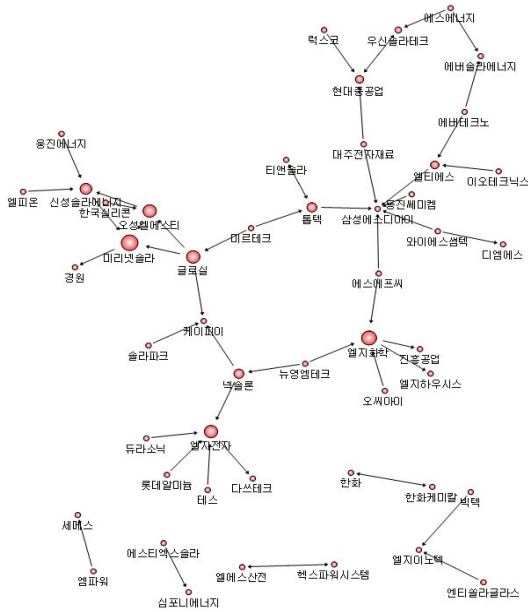 에스에너지
럭스코
우신솔라테크
에버솔라에너지
현대중공업
에버테크노
웅진에너지
대주전자재료
티앤솔라
엘티에스
이오테크닉스
엘피온
신성솔라에너지
한국실리콘
오성엘에스티
웅진쎄미켐
톱텍
삼성에스디아이
미르테크
와이에스썸텍
미리넷솔라
디엠에스
글로실
경원
에스에프씨
케이피이
솔라파크
엘지화학
진흥공업
넥솔론
뉴영엠테크
엘지하우시스
오씨아이
듀라소닉
엘지전자
롯데알미늄
테스
다쓰테크
한화
한화케미칼
빅텍
세메스
에스티엑스솔라
엘지이노텍
엠파워
엘에스산전
헥스파워시스템
심포니에너지
엔티쏠라글라스